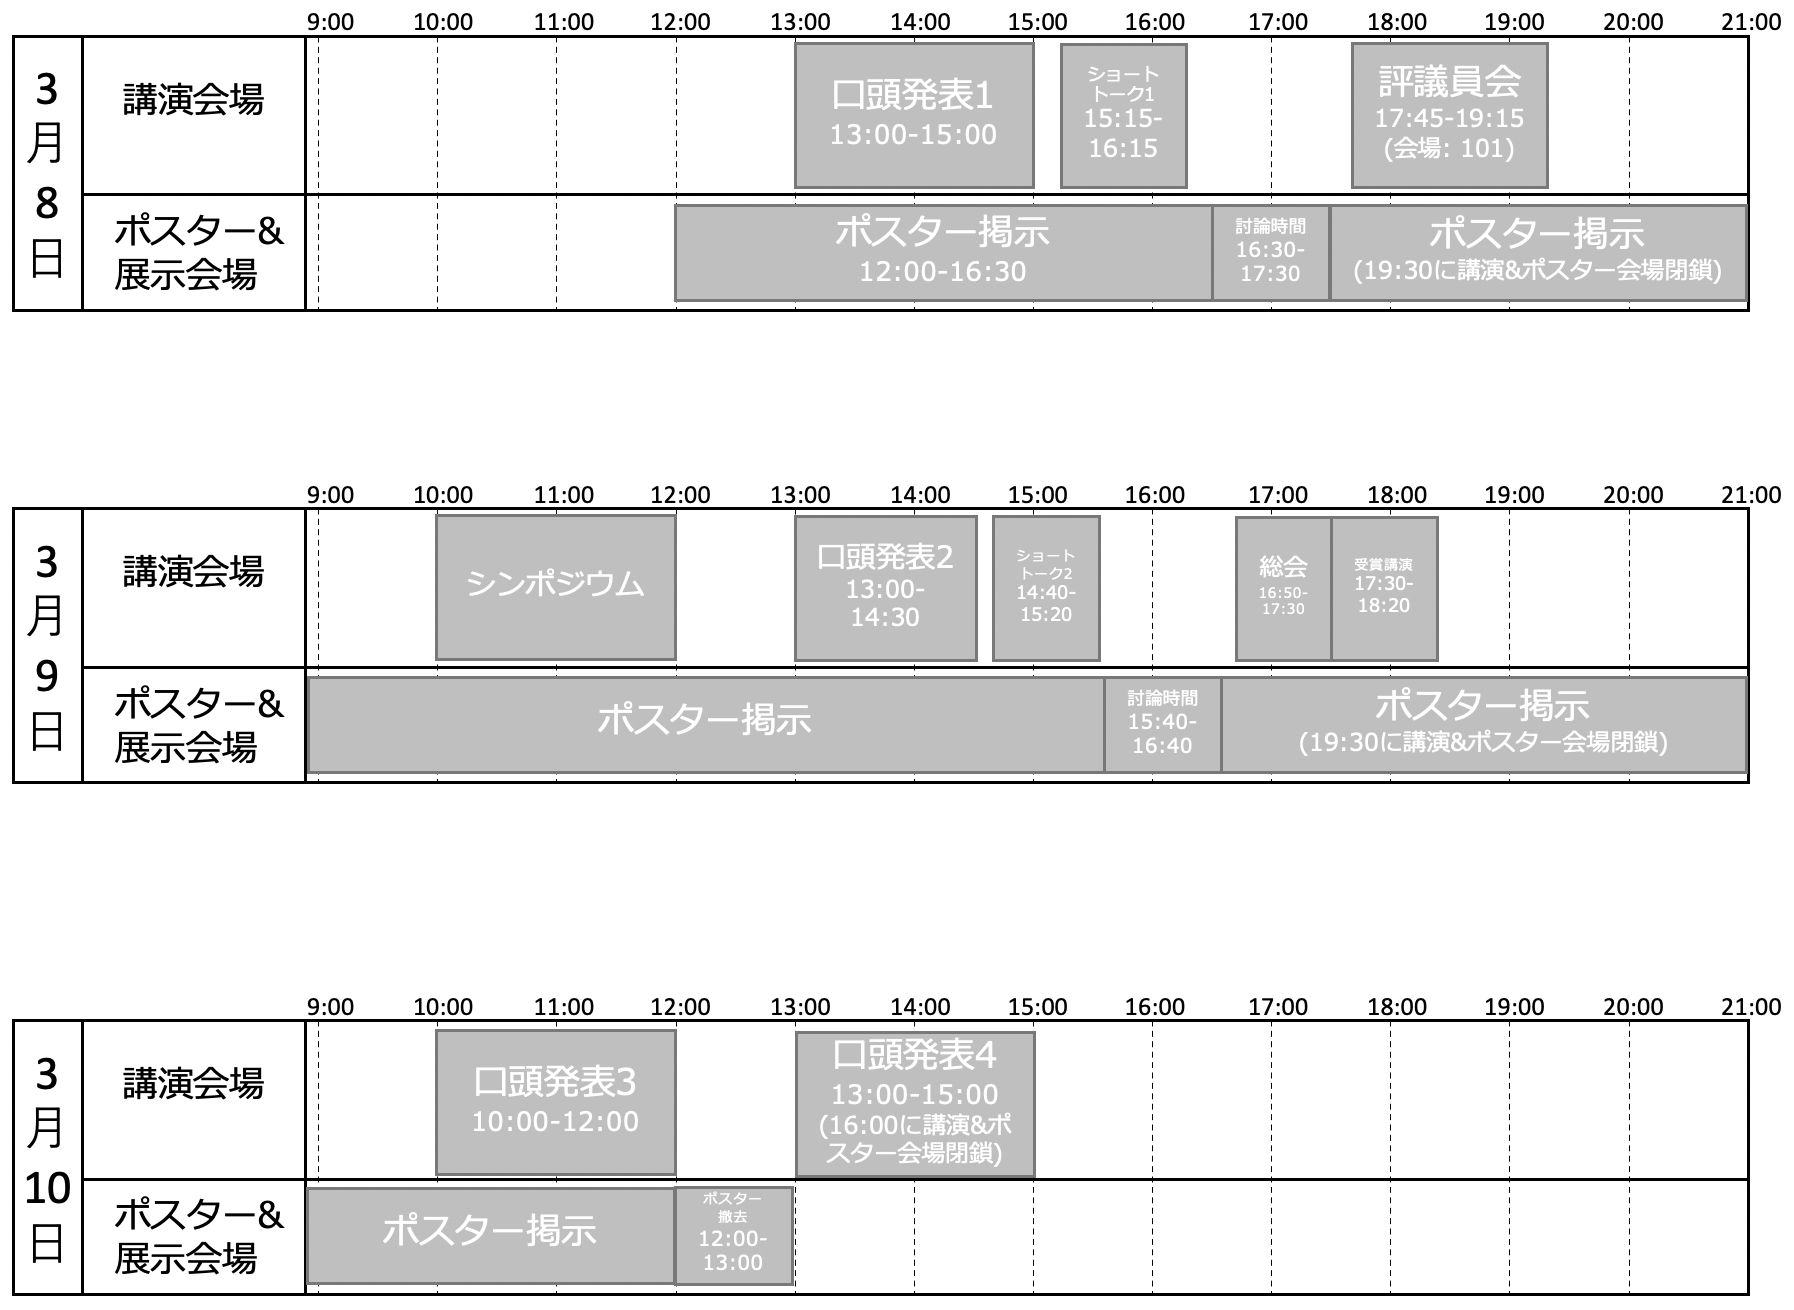 9:00 10:00 11:00 12:00 13:00 14:00 15:00 16:00 17:00 18:00 19:00 20:00 21:00
3
月
8
日
講演会場
口頭発表1
13:00-15:00
ショート
トーク1
15:15-
16:15
評議員会
17:45-19:15
(会場: 101)
ポスター&
展示会場
ポスター掲示
12:00-16:30
討論時間
16:30-
17:30
ポスター掲示
(19:30に講演&ポスター会場閉鎖)
9:00 10:00 11:00 12:00 13:00 14:00 15:00 16:00 17:00 18:00 19:00 20:00 21:00
3
月
9
日
講演会場
シンポジウム
口頭発表2
13:00-
14:30
ショート
トーク2
14:40-
15:20
総会
16:50-
17:30
受賞講演
17:30-
18:20
ポスター&
展示会場
ポスター掲示
討論時間
15:40-
16:40
ポスター掲示
(19:30に講演&ポスター会場閉鎖)
9:00 10:00 11:00 12:00 13:00 14:00 15:00 16:00 17:00 18:00 19:00 20:00 21:00
3
月
10
日
講演会場
口頭発表3
10:00-12:00
口頭発表4
13:00-15:00
(16:00に講演&ポ
スター会場閉鎖)
ポスター&
展示会場
ポスター掲示
ポスター
撤去
12:00-
13:00